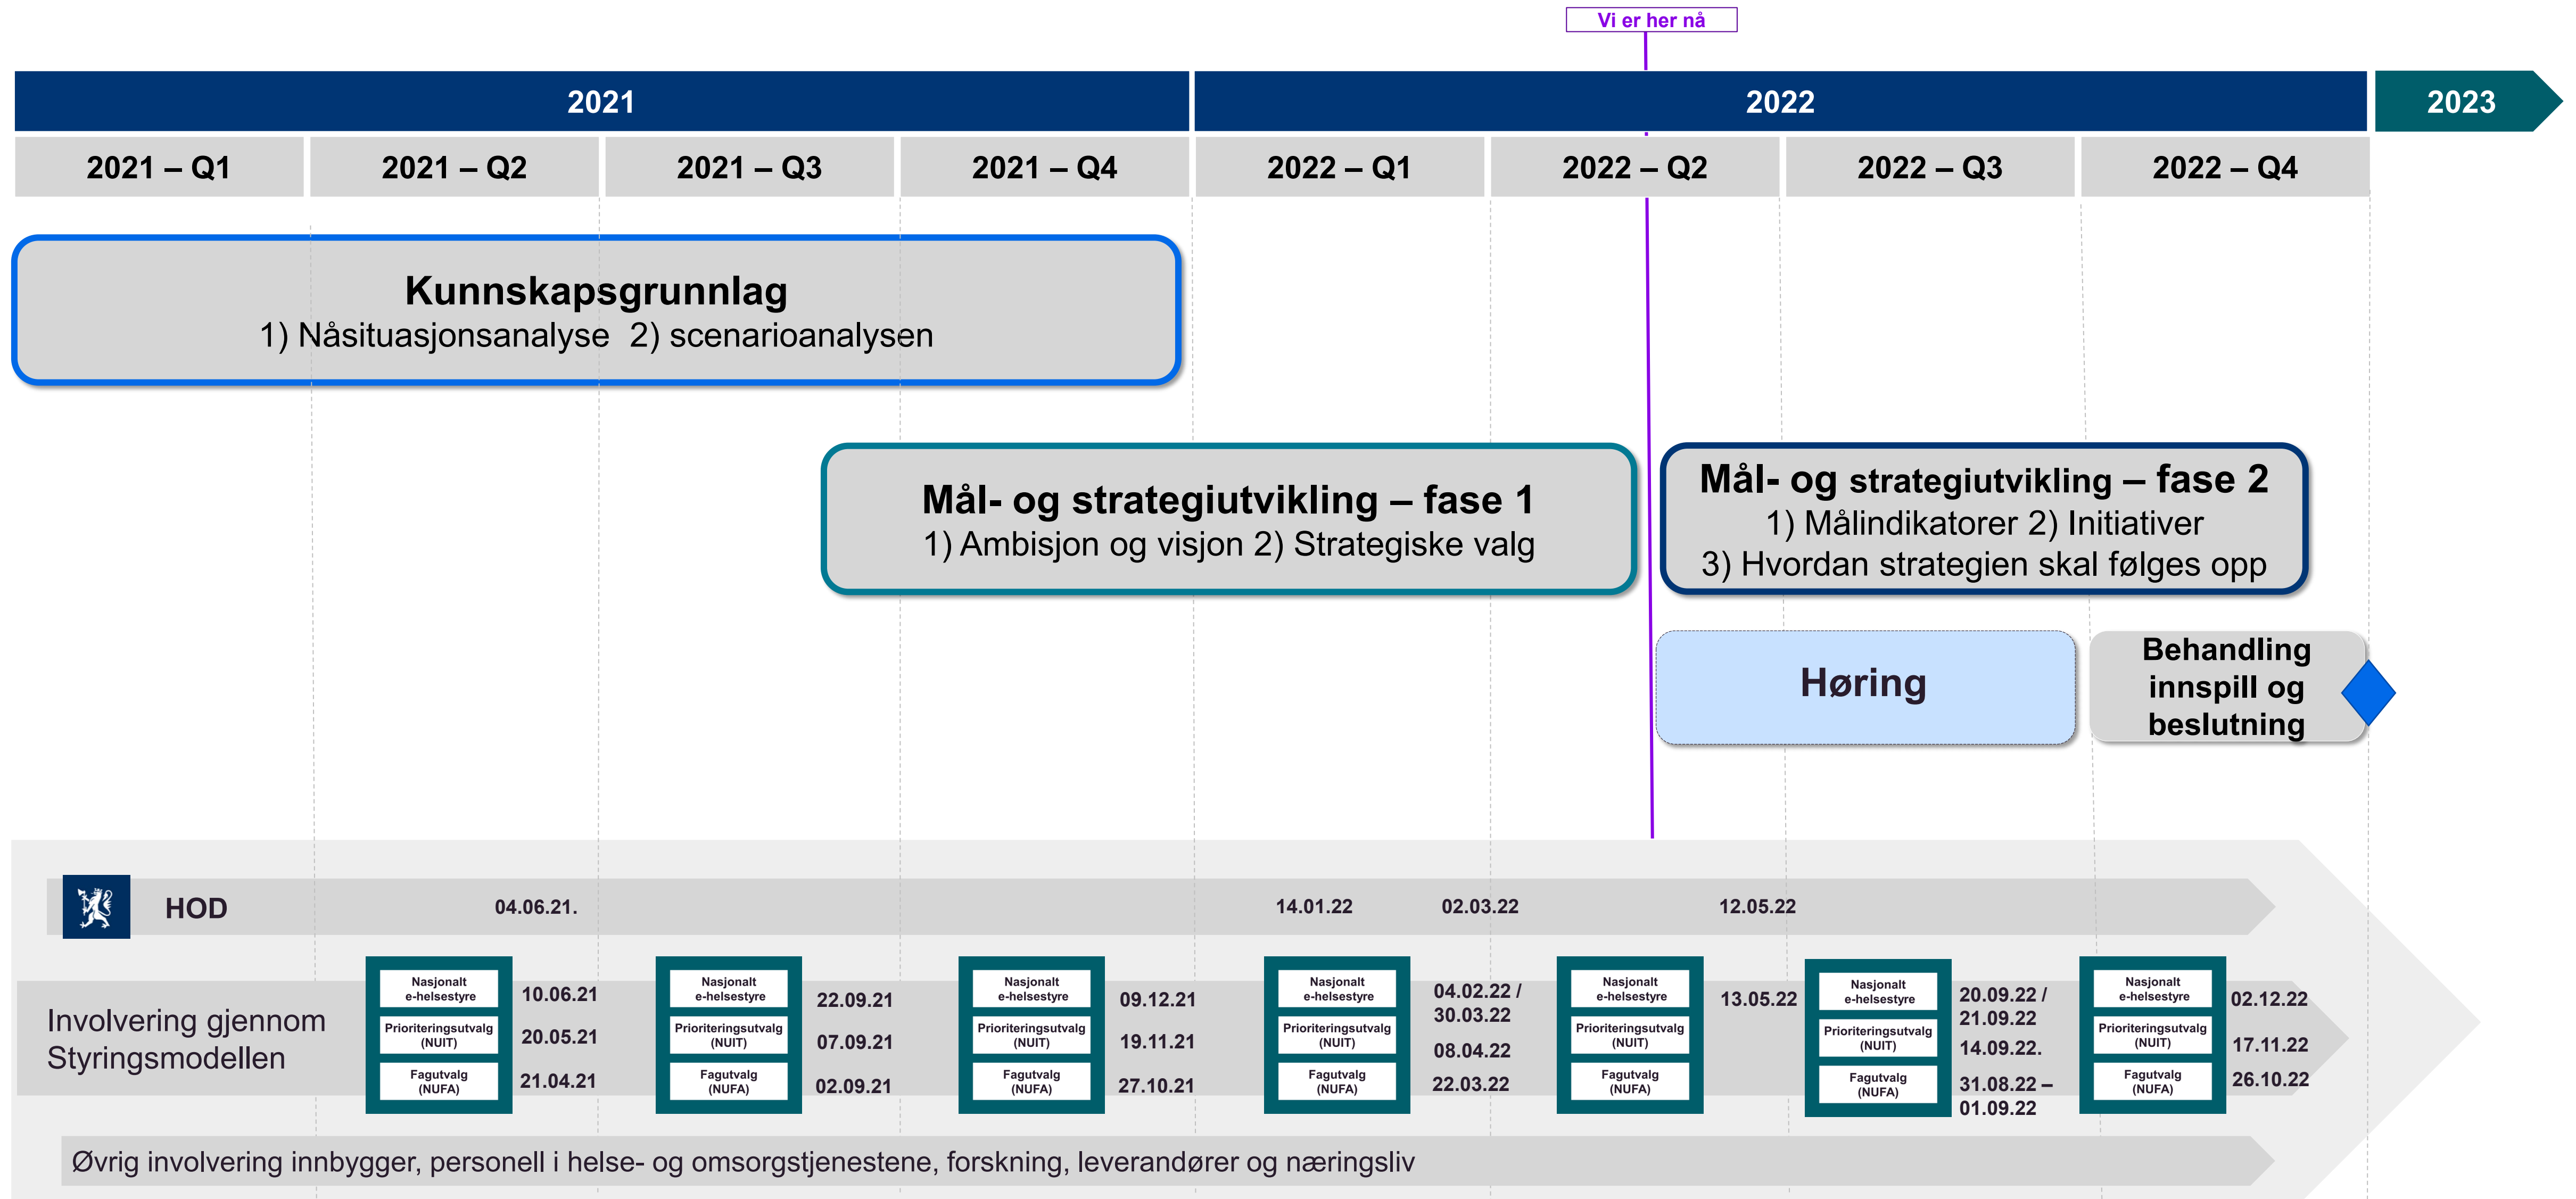 Vi er her nå
2021
2022
2023
2021 – Q1
2021 – Q2
2021 – Q3
2021 – Q4
2022 – Q1
2022 – Q2
2022 – Q3
2022 – Q4
Kunnskapsgrunnlag
1) Nåsituasjonsanalyse 2) scenarioanalysen
Mål- og strategiutvikling – fase 1
1) Ambisjon og visjon 2) Strategiske valg
Mål- og strategiutvikling – fase 2
1) Målindikatorer 2) Initiativer
3) Hvordan strategien skal følges opp
Høring
Behandling
innspill og
beslutning
HOD
04.06.21.
14.01.22
02.03.22
12.05.22
Involvering gjennom
Styringsmodellen
Nasjonalt
e-helsestyre
Prioriteringsutvalg
(NUIT)
Fagutvalg
(NUFA)
10.06.21
20.05.21
21.04.21
Nasjonalt
e-helsestyre
Prioriteringsutvalg
(NUIT)
Fagutvalg
(NUFA)
22.09.21
07.09.21
02.09.21
Nasjonalt
e-helsestyre
Prioriteringsutvalg
(NUIT)
Fagutvalg
(NUFA)
09.12.21
19.11.21
27.10.21
Nasjonalt
e-helsestyre
Prioriteringsutvalg
(NUIT)
Fagutvalg
(NUFA)
04.02.22 /
30.03.22
08.04.22
22.03.22
Nasjonalt
e-helsestyre
Prioriteringsutvalg
(NUIT)
Fagutvalg
(NUFA)
13.05.22
Nasjonalt
e-helsestyre
Prioriteringsutvalg
(NUIT)
Fagutvalg
(NUFA)
20.09.22 /
21.09.22
14.09.22.
31.08.22 –
01.09.22
Nasjonalt
e-helsestyre
Prioriteringsutvalg
(NUIT)
Fagutvalg
(NUFA)
02.12.22
17.11.22
26.10.22
Øvrig involvering innbygger, personell i helse- og omsorgstjenestene, forskning, leverandører og næringsliv